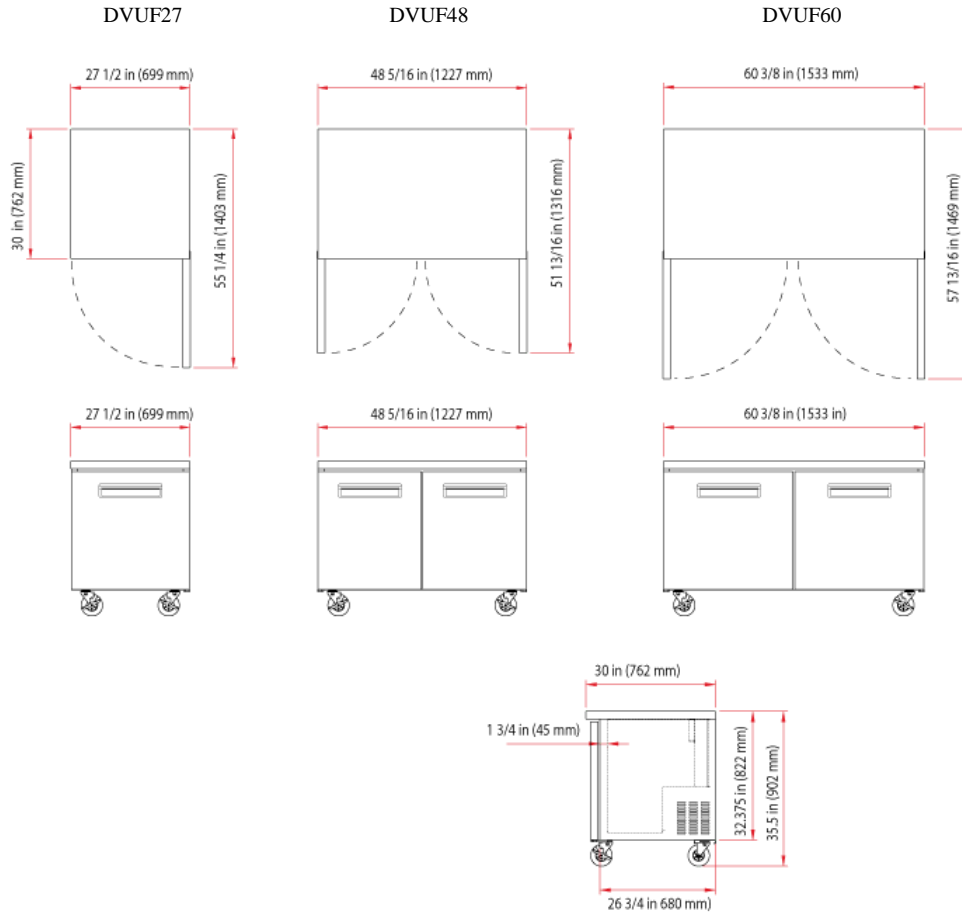 DVUF27 DVUF48 DVUF60
27 1/2 in (699 mm) 48 5/16 in (1227 mm) 60 3/8 in (1533 mm)
30 in (762 mm)
55 1/4 in (1403 mm)
51 13/16 in (1316 mm)
57 13/16 in (1469 mm)
27 1/2 in (699 mm) 48 5/16 in (1227 mm) 60 3/8 in (1533 in)
30 in (762 mm)
1 3/4 in (45 mm)
32.375 in (822 mm)
35.5 in (902 mm)
26 3/4 in 680 mm)